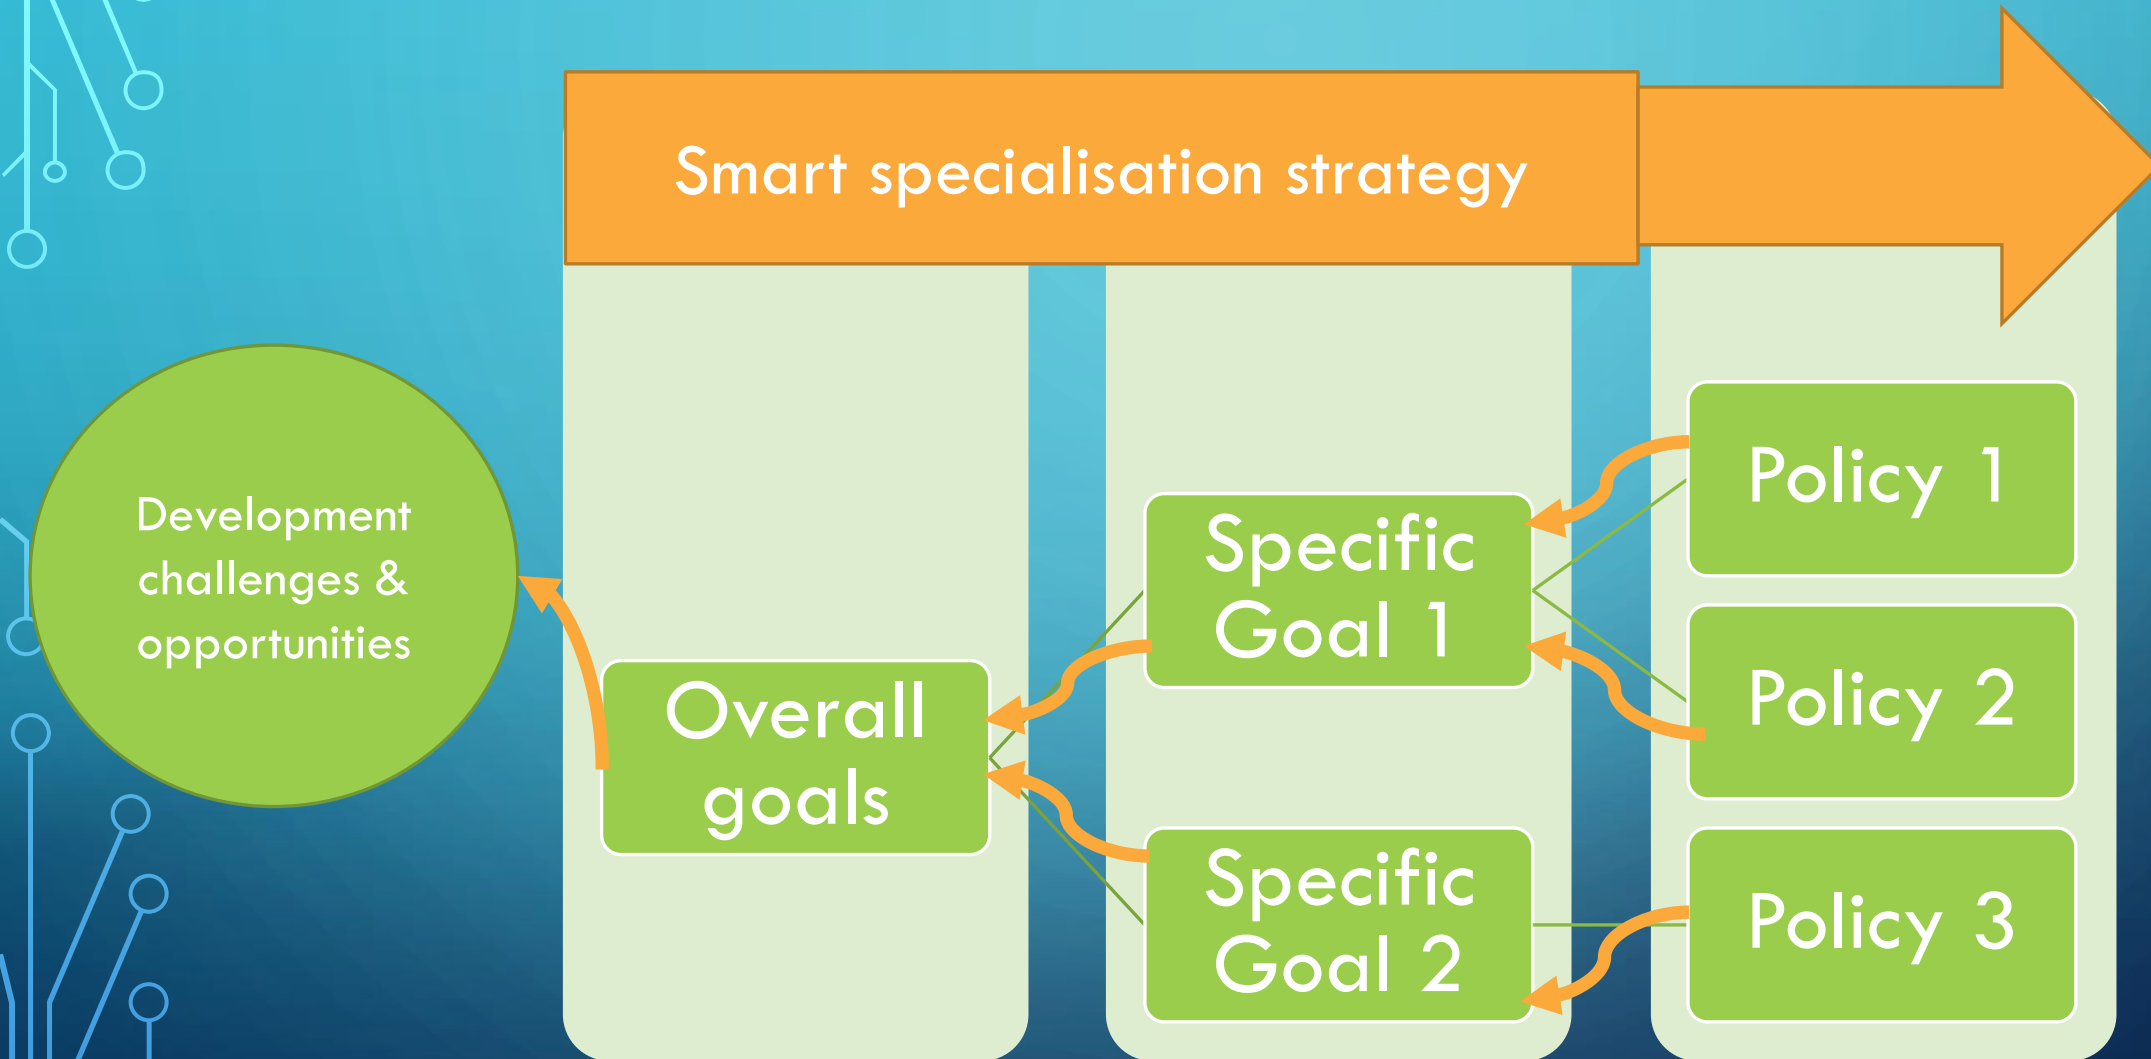 Smart specialisation strategy
Development
challenges &
opportunities
Overall
goals
Specific
Goal 1
Specific
Goal 2
Policy 1
Policy 2
Policy 3